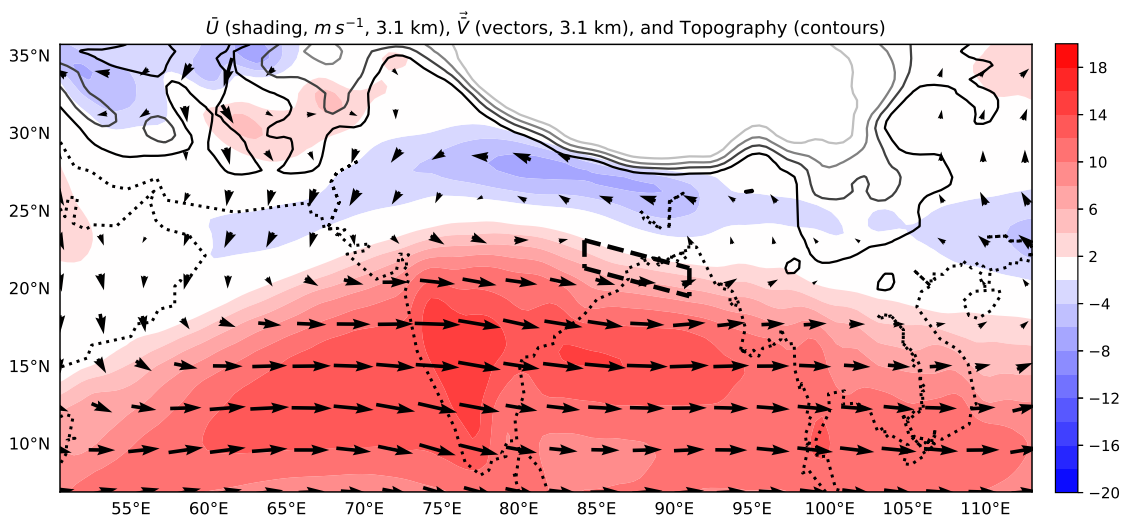 Ū (shading, m s⁻¹, 3.1 km), V̄⃗ (vectors, 3.1 km), and Topography (contours)
35°N
30°N
25°N
20°N
15°N
10°N
55°E 60°E 65°E 70°E 75°E 80°E 85°E 90°E 95°E 100°E 105°E 110°E
18
14
10
6
2
−4
−8
−12
−16
−20